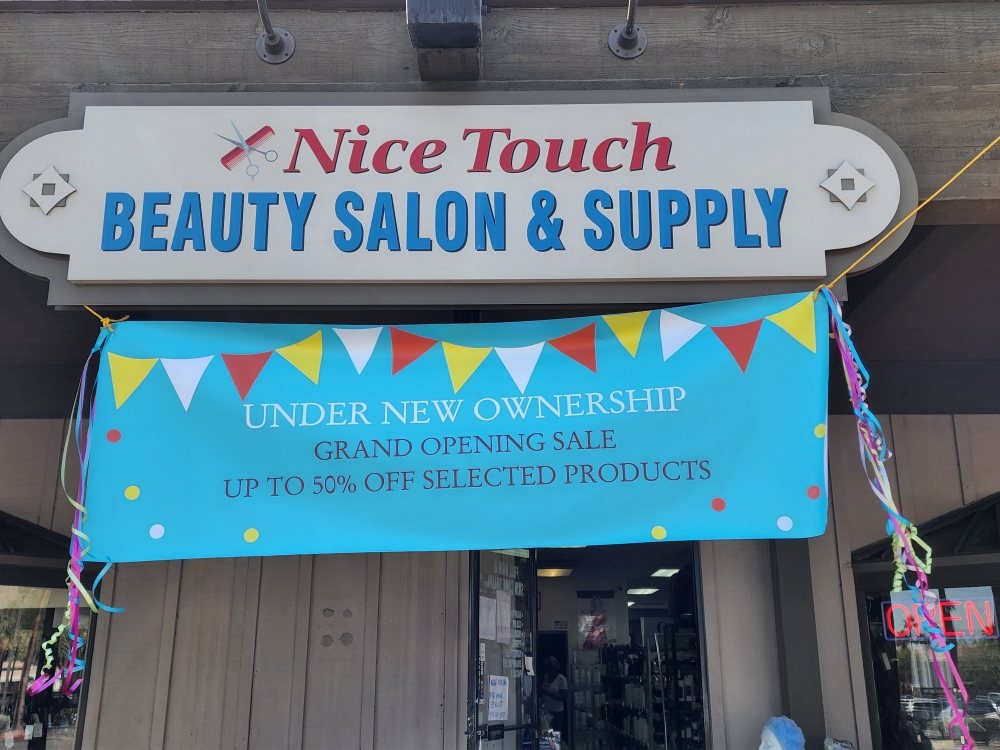 Nice Touch
BEAUTY SALON & SUPPLY
UNDER NEW OWNERSHIP
GRAND OPENING SALE
UP TO 50% OFF SELECTED PRODUCTS
OPEN